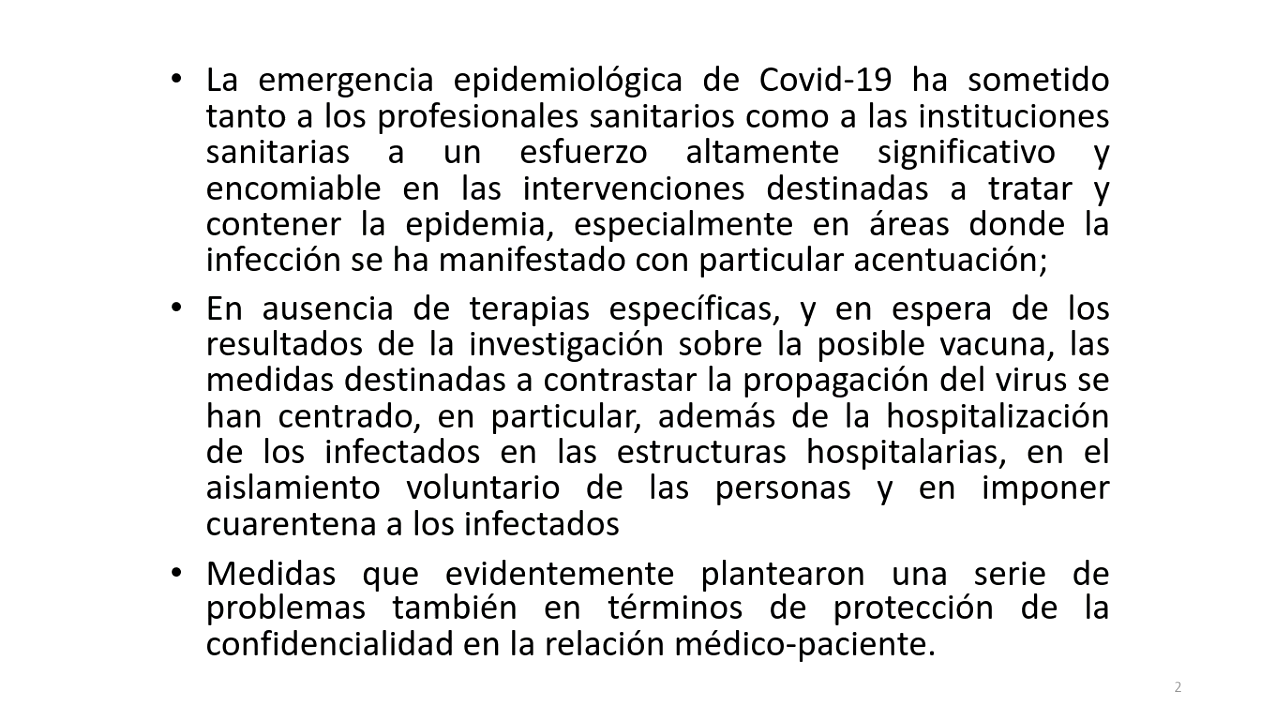 • La emergencia epidemiológica de Covid-19 ha sometido
tanto a los profesionales sanitarios como a las instituciones
sanitarias a un esfuerzo altamente significativo y
encomiable en las intervenciones destinadas a tratar y
contener la epidemia, especialmente en áreas donde la
infección se ha manifestado con particular acentuación;
• En ausencia de terapias específicas, y en espera de los
resultados de la investigación sobre la posible vacuna, las
medidas destinadas a contrastar la propagación del virus se
han centrado, en particular, además de la hospitalización
de los infectados en las estructuras hospitalarias, en el
aislamiento voluntario de las personas y en imponer
cuarentena a los infectados
• Medidas que evidentemente plantearon una serie de
problemas también en términos de protección de la
confidencialidad en la relación médico-paciente.
2